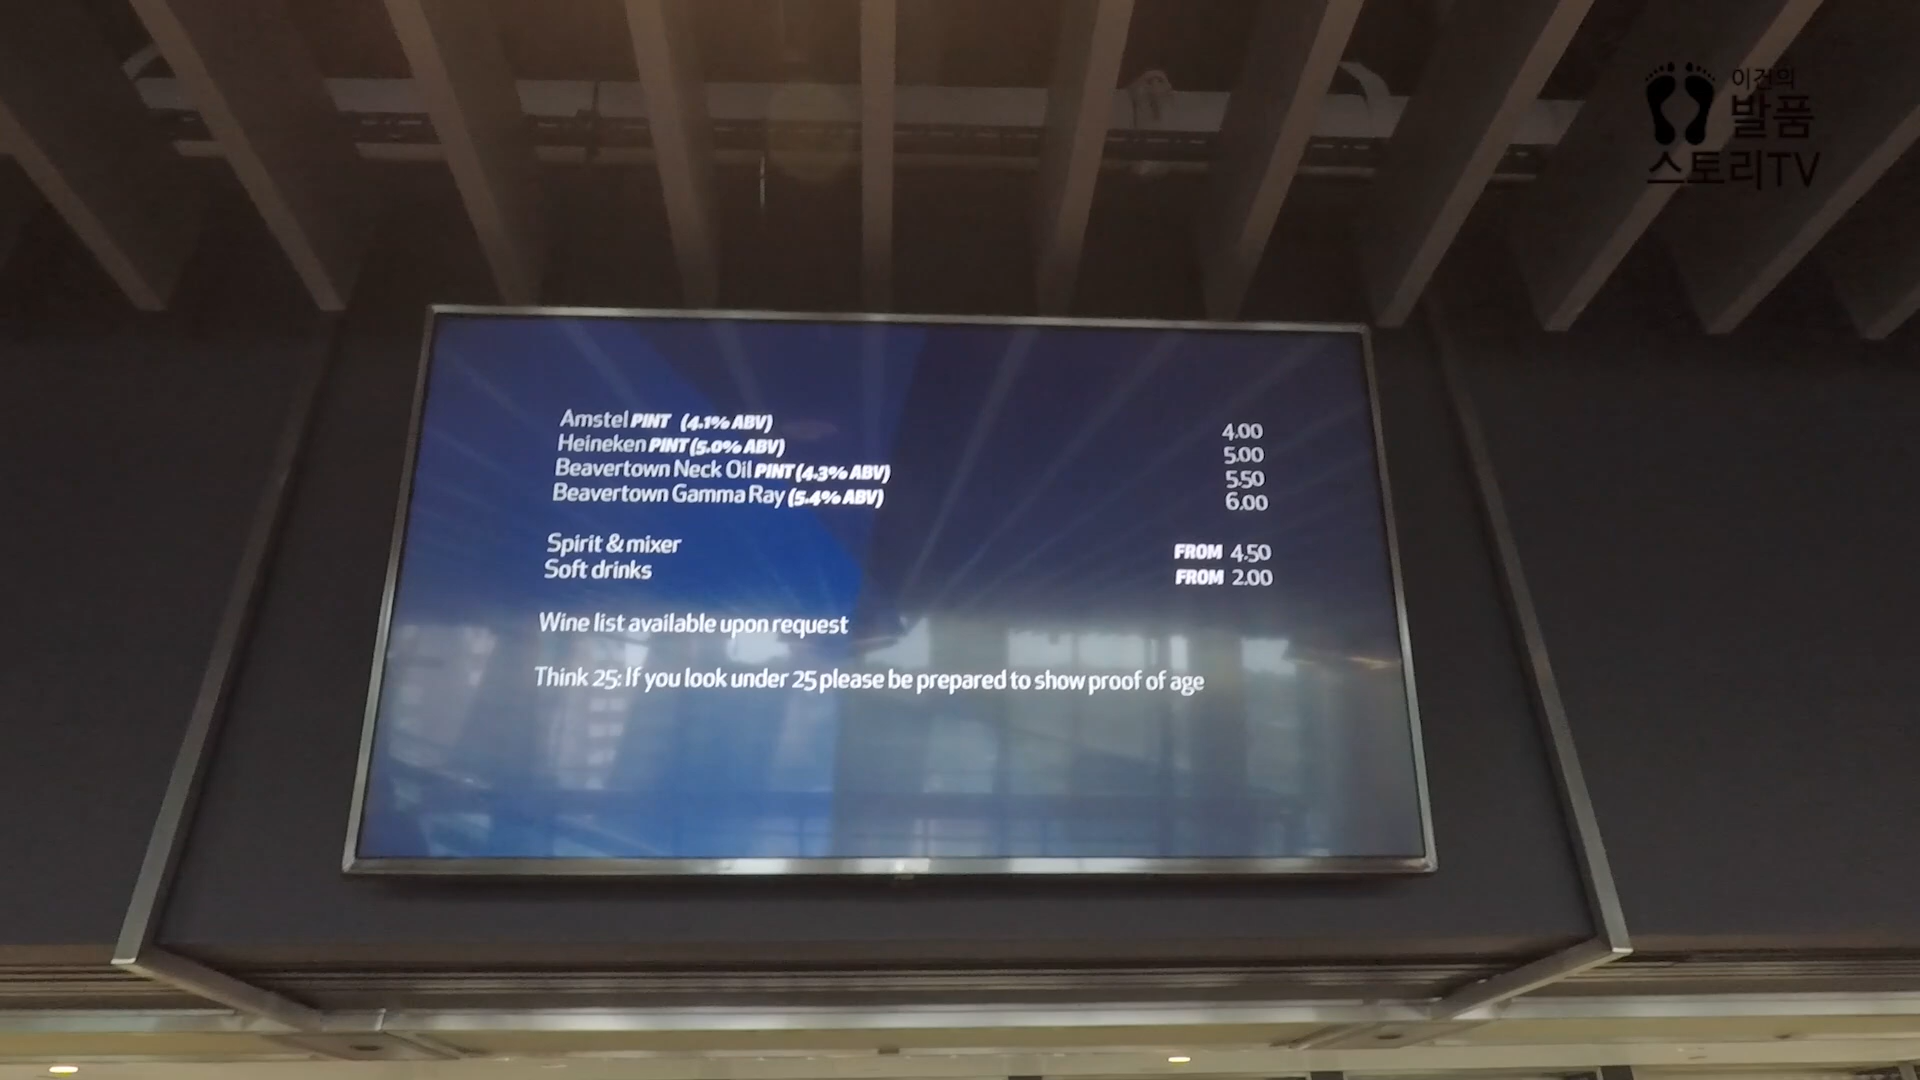 이건의
발품
스토리TV
Amstel PINT (4.1% ABV) 4.00
Heineken PINT (5.0% ABV) 5.00
Beavertown Neck Oil PINT (4.3% ABV) 5.50
Beavertown Gamma Ray (5.4% ABV) 6.00
Spirit & mixer FROM 4.50
Soft drinks FROM 2.00
Wine list available upon request
Think 25: If you look under 25 please be prepared to show proof of age